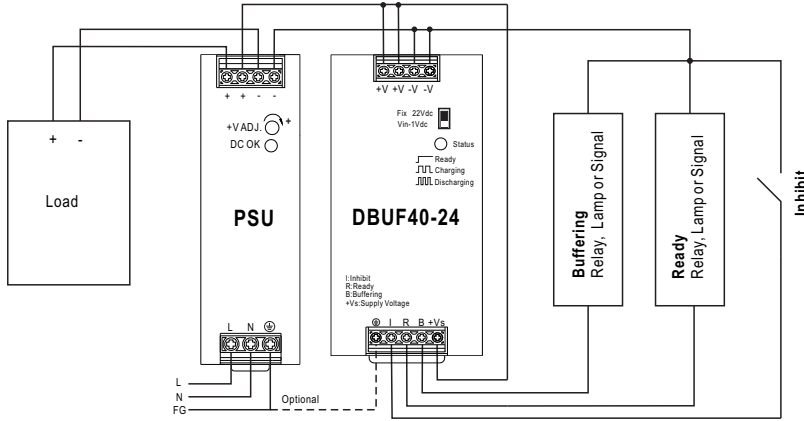 + + - -
+V +V -V -V
+V ADJ. +
DC OK
Fix 22Vdc
Vin-1Vdc
Status
Ready
Charging
Discharging
+ -
Load
PSU
DBUF40-24
I:Inhibit
R:Ready
B:Buffering
+Vs:Supply Voltage
L N
I R B +Vs
L
N
FG
Optional
Buffering
Relay, Lamp or Signal
Ready
Relay, Lamp or Signal
Inhibit